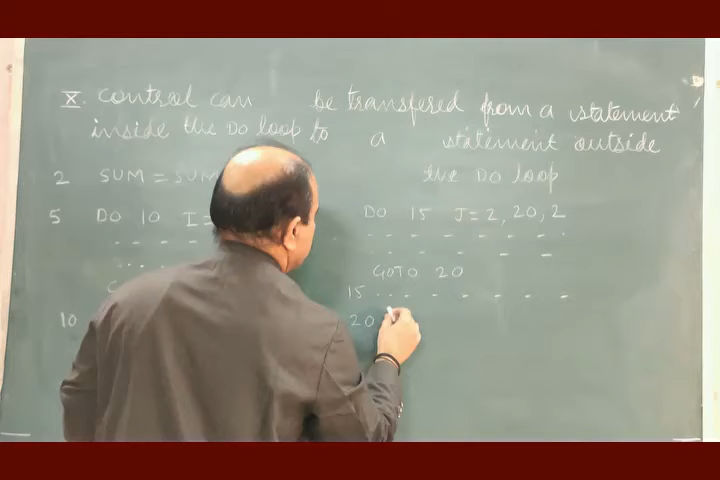 X. Control can be transfered from a statement
inside the DO loop to a statement outside
the DO loop
2 SUM = SUM
5 DO 10 I =
10
DO 15 J = 2, 20, 2
GOTO 20
15
20